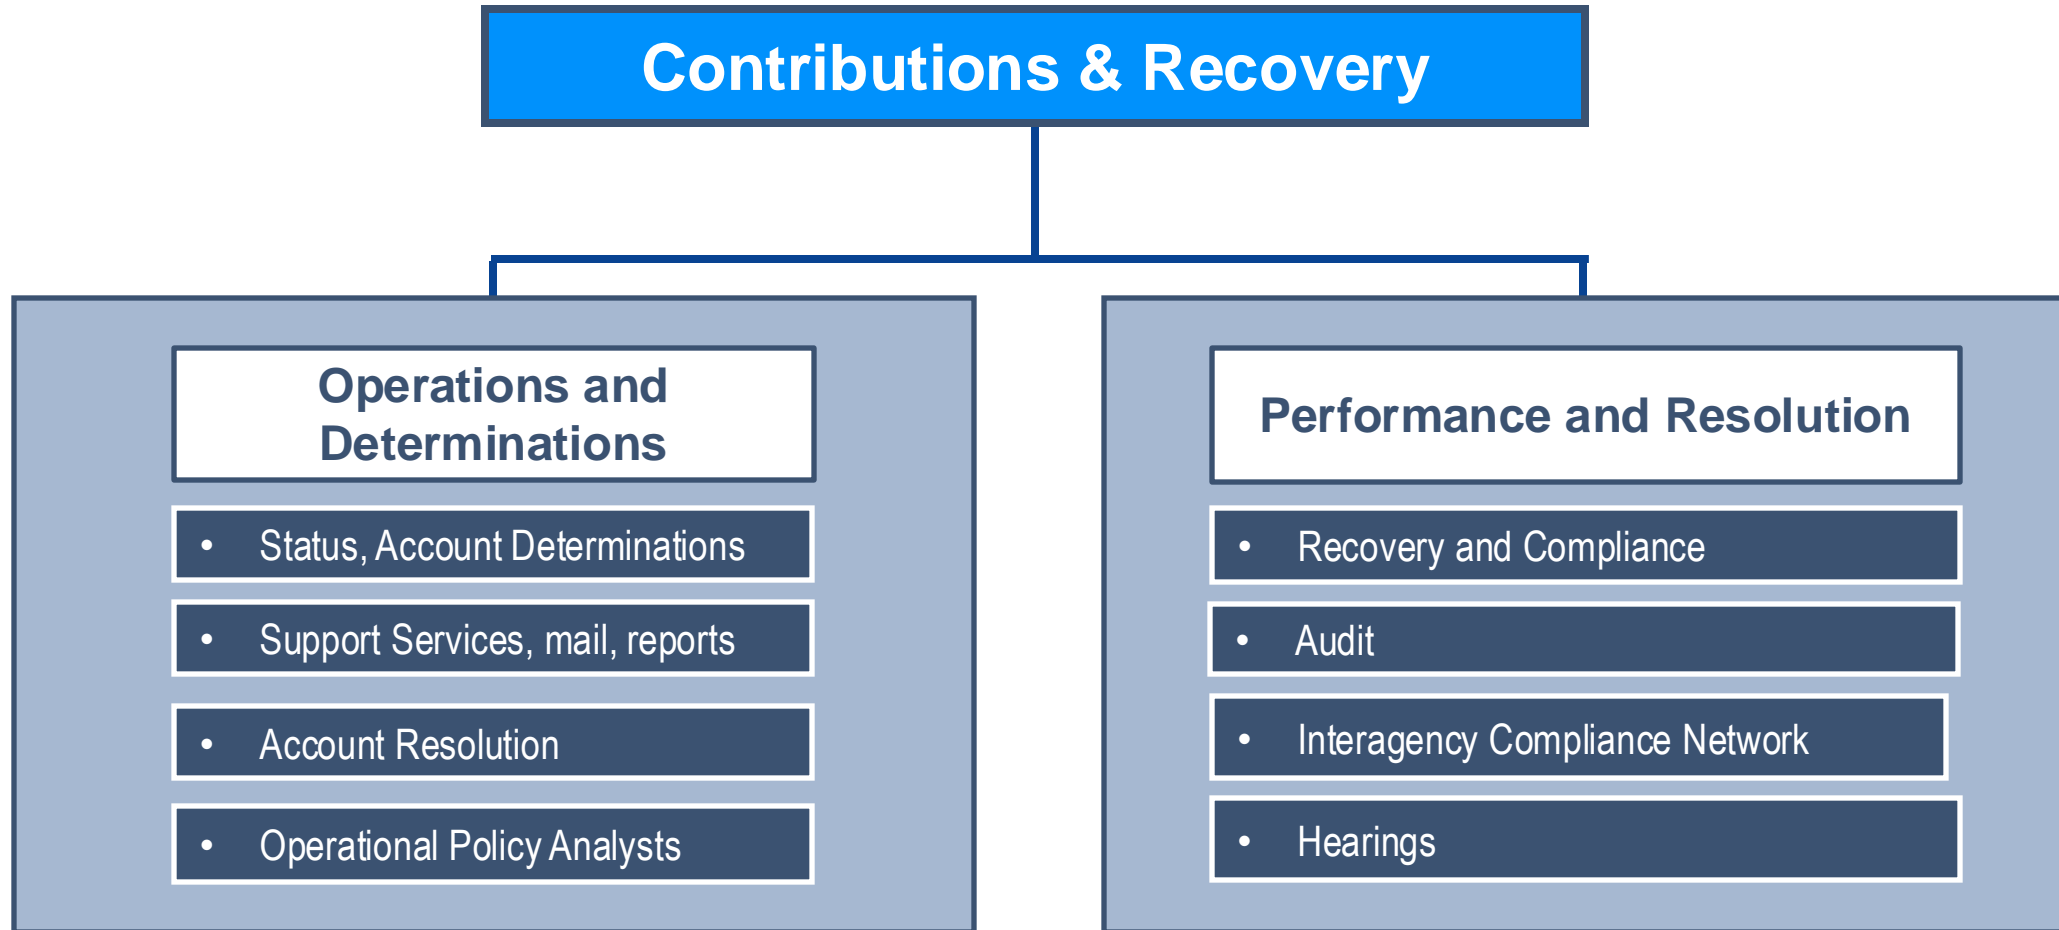 Contributions & Recovery
Operations and
Determinations
• Status, Account Determinations
• Support Services, mail, reports
• Account Resolution
• Operational Policy Analysts
Performance and Resolution
• Recovery and Compliance
• Audit
• Interagency Compliance Network
• Hearings